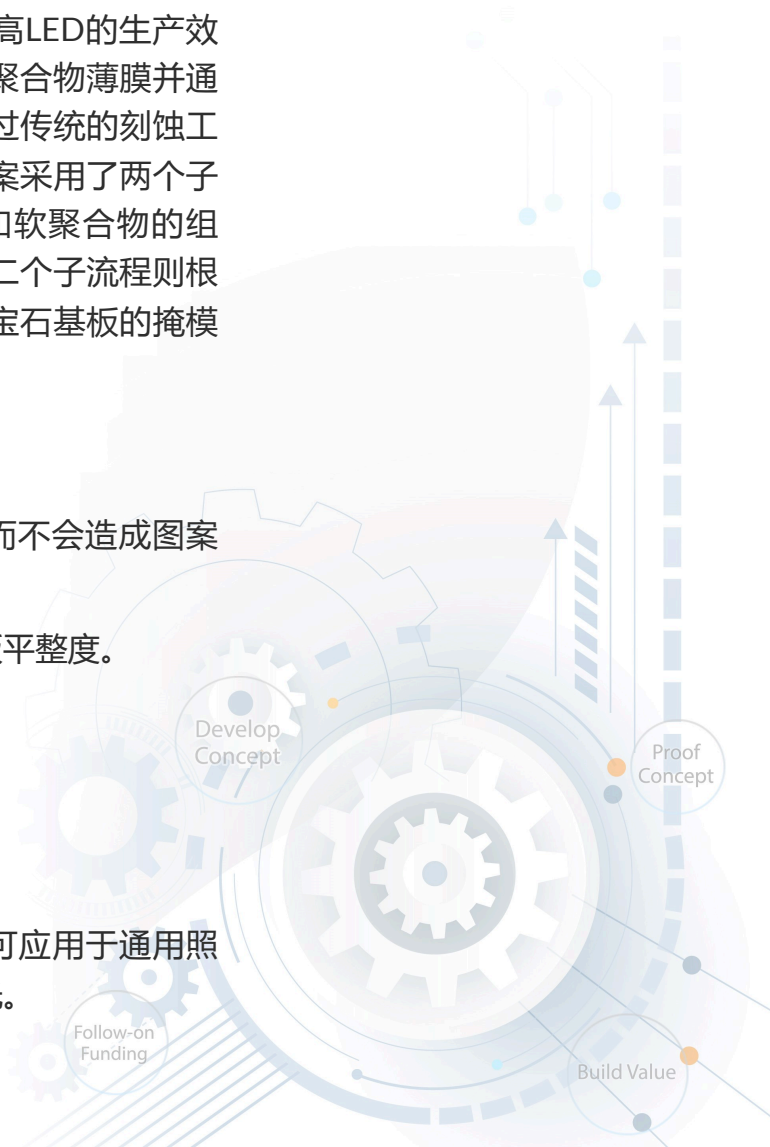 高LED的生产效
聚合物薄膜并通
过传统的刻蚀工
案采用了两个子
和软聚合物的组
二个子流程则根
宝石基板的掩模
而不会造成图案
板平整度。
可应用于通用照
Develop
Concept
Proof
Concept
Follow-on
Funding
Build Value